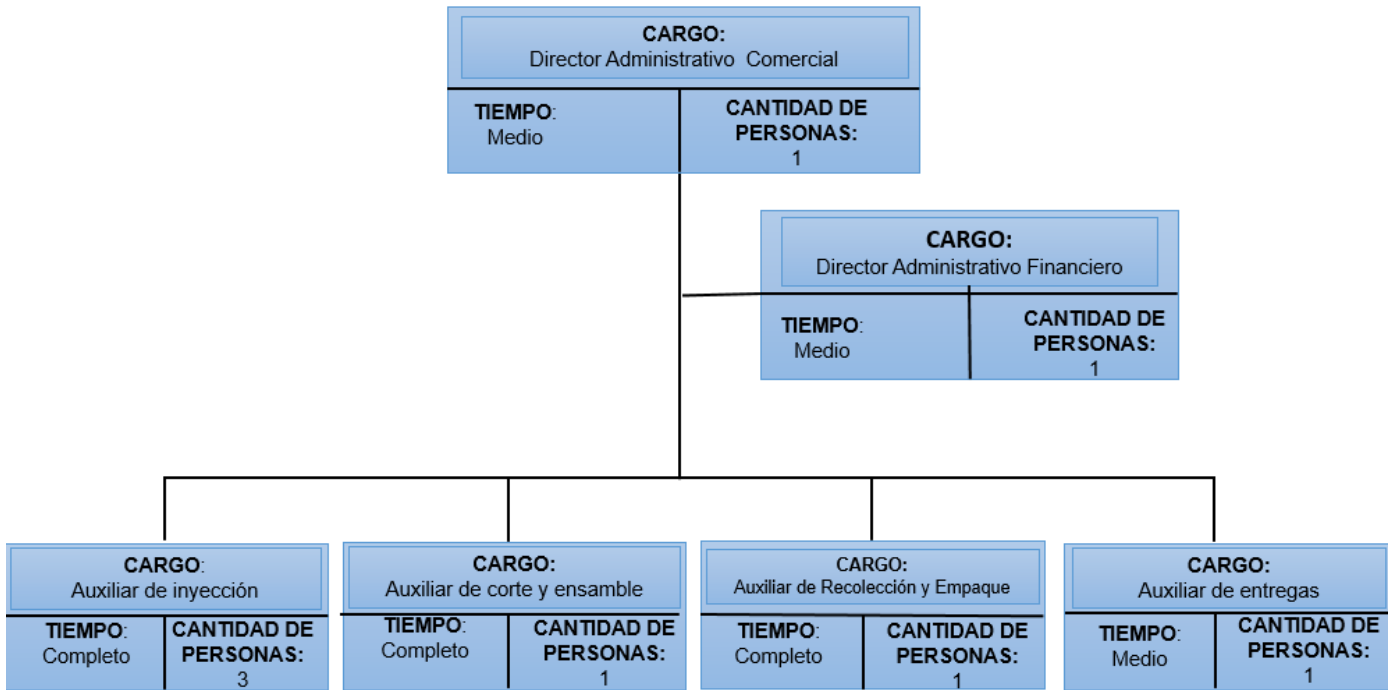 CARGO:
Director Administrativo Comercial
TIEMPO:
Medio
CANTIDAD DE
PERSONAS:
1
CARGO:
Director Administrativo Financiero
TIEMPO:
Medio
CANTIDAD DE
PERSONAS:
1
CARGO:
Auxiliar de inyección
TIEMPO:
Completo
CANTIDAD DE
PERSONAS:
3
CARGO:
Auxiliar de corte y ensamble
TIEMPO:
Completo
CANTIDAD DE
PERSONAS:
1
CARGO:
Auxiliar de Recolección y Empaque
TIEMPO:
Completo
CANTIDAD DE
PERSONAS:
1
CARGO:
Auxiliar de entregas
TIEMPO:
Medio
CANTIDAD DE
PERSONAS:
1